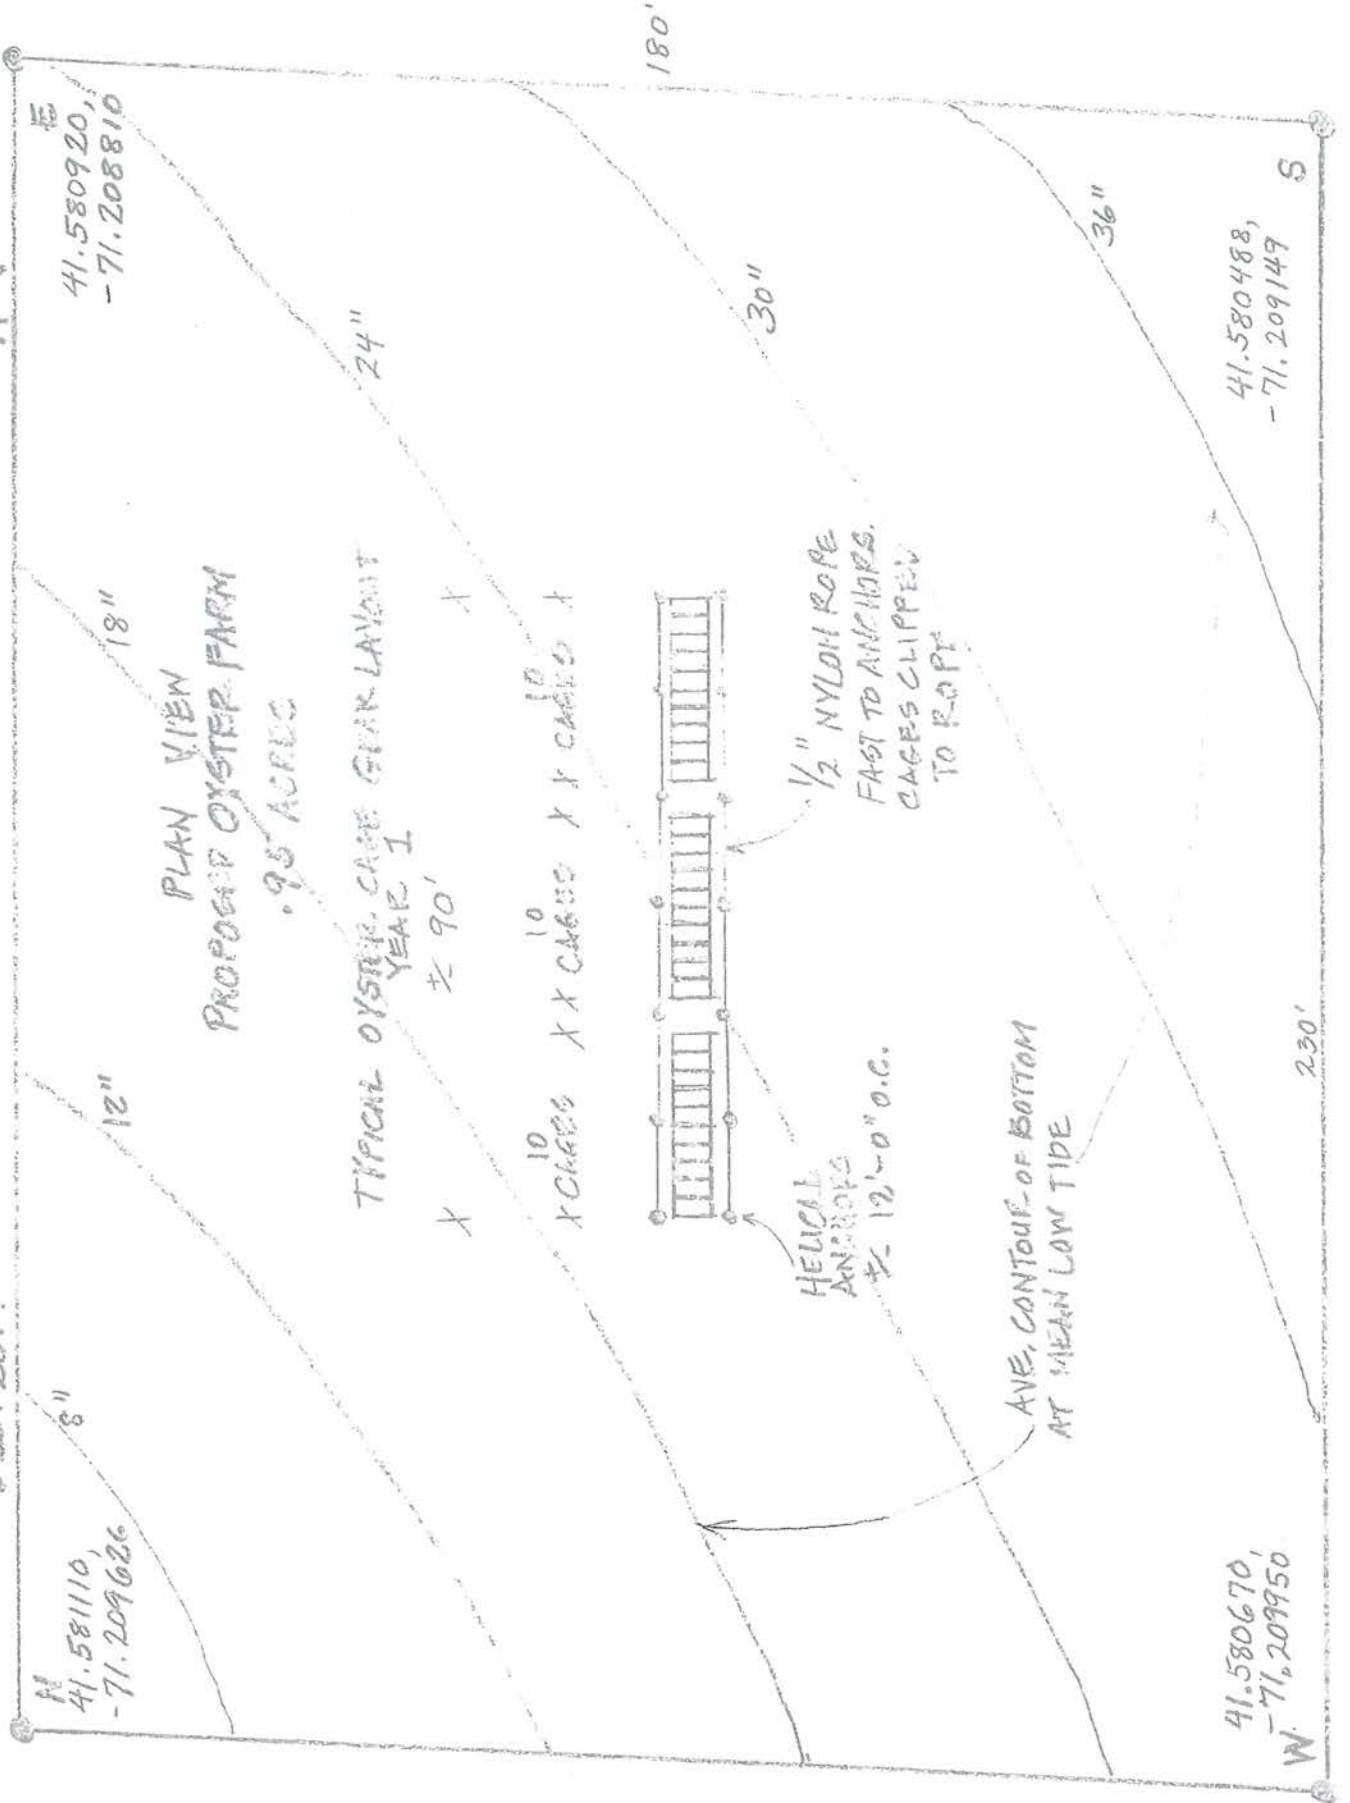 N
41.581110,
-71.209626
E
41.580920,
-71.208810
8"
12"
18"
PLAN VIEW
PROPOSED OYSTER FARM
.95 ACRES
24"
TYPICAL OYSTER CAGE GEAR LAYOUT
YEAR 1
+/- 90'
X X
10 10 10
X CAGES X X CAGES X X CAGES X
180'
30"
1/2" NYLON ROPE
FAST TO ANCHORS.
CAGES CLIPPED
TO ROPE
HELICAL
ANCHORS
+/- 12'-0" O.C.
36"
AVE. CONTOUR OF BOTTOM
AT MEAN LOW TIDE
41.580670,
-71.209950
W
41.580488,
-71.209149
S
230'